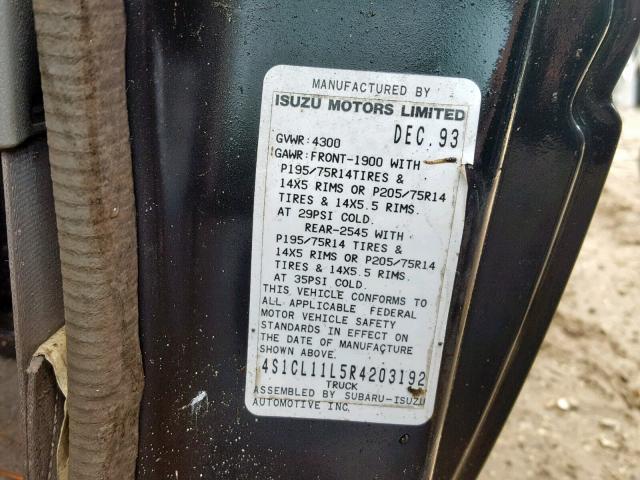 MANUFACTURED BY
ISUZU MOTORS LIMITED
DEC.93
GVWR:4300
GAWR:FRONT-1900 WITH
P195/75R14TIRES &
14X5 RIMS OR P205/75R14
TIRES & 14X5.5 RIMS.
AT 29PSI COLD.
REAR-2545 WITH
P195/75R14 TIRES &
14X5 RIMS OR P205/75R14
TIRES & 14X5.5 RIMS.
AT 35PSI COLD.
THIS VEHICLE CONFORMS TO
ALL APPLICABLE FEDERAL
MOTOR VEHICLE SAFETY
STANDARDS IN EFFECT ON
THE DATE OF MANUFACTURE
SHOWN ABOVE.
4S1CL11L5R4203192
TRUCK
ASSEMBLED BY SUBARU-ISUZU
AUTOMOTIVE INC.